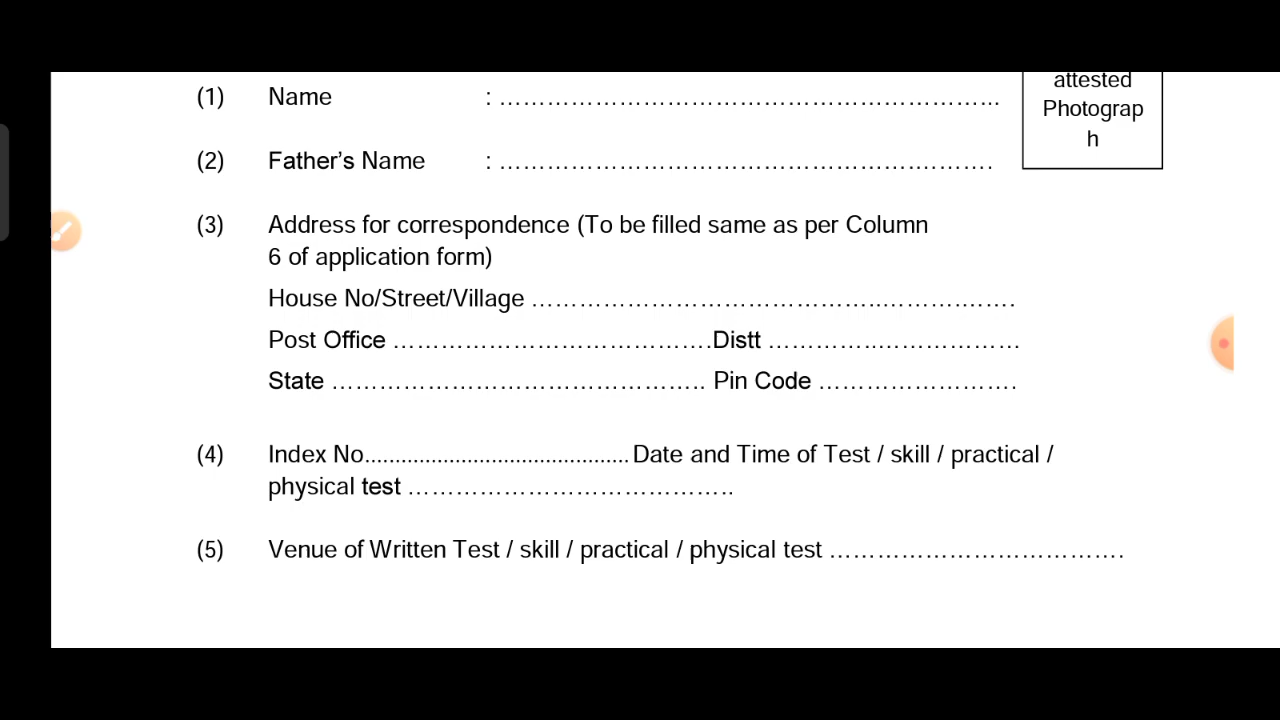 attested
(1) Name : ……………………………………………………...
Photograp
h
(2) Father’s Name : …………………………………………….……….
(3) Address for correspondence (To be filled same as per Column
6 of application form)
House No/Street/Village …………………………………….……….…….
Post Office ………………………………….Distt …………..………………
State ……………………………………….. Pin Code …………………….
(4) Index No............................................Date and Time of Test / skill / practical /
physical test …………………………………..
(5) Venue of Written Test / skill / practical / physical test ……………………………….